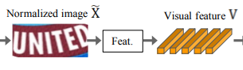 Normalized image X̃
Visual feature 𝕍
UNITED
Feat.